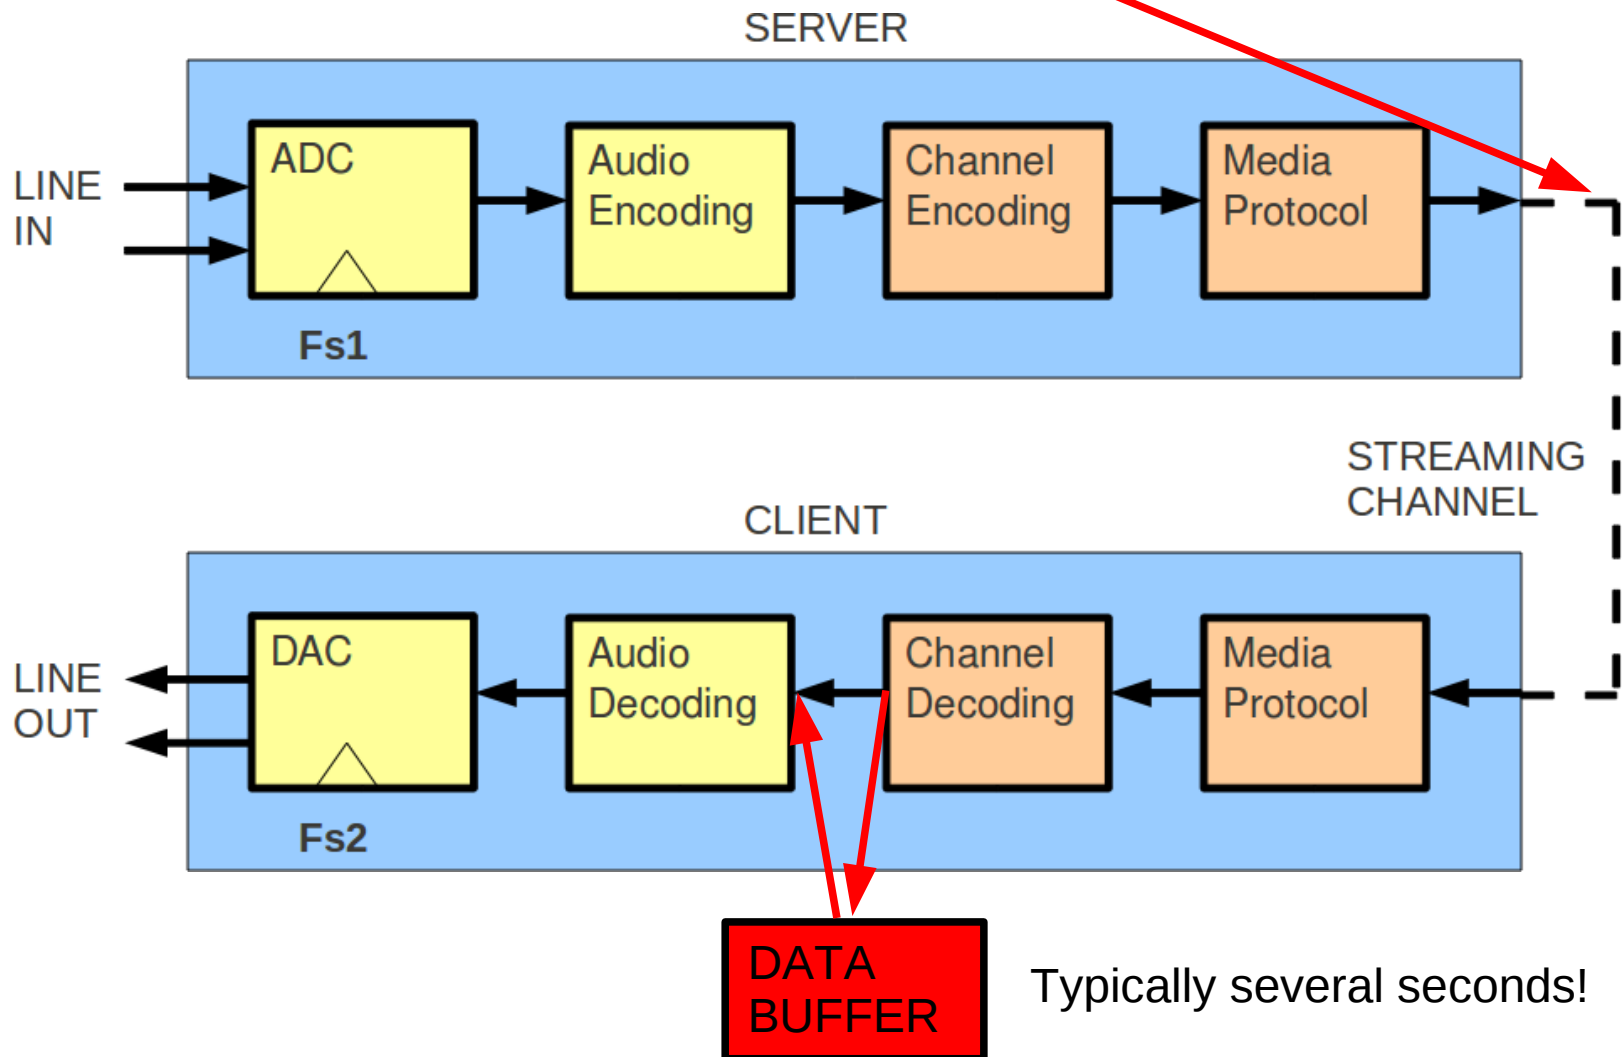 SERVER
LINE
IN
ADC
Fs1
Audio
Encoding
Channel
Encoding
Media
Protocol
STREAMING
CHANNEL
CLIENT
LINE
OUT
DAC
Fs2
Audio
Decoding
Channel
Decoding
Media
Protocol
DATA
BUFFER
Typically several seconds!